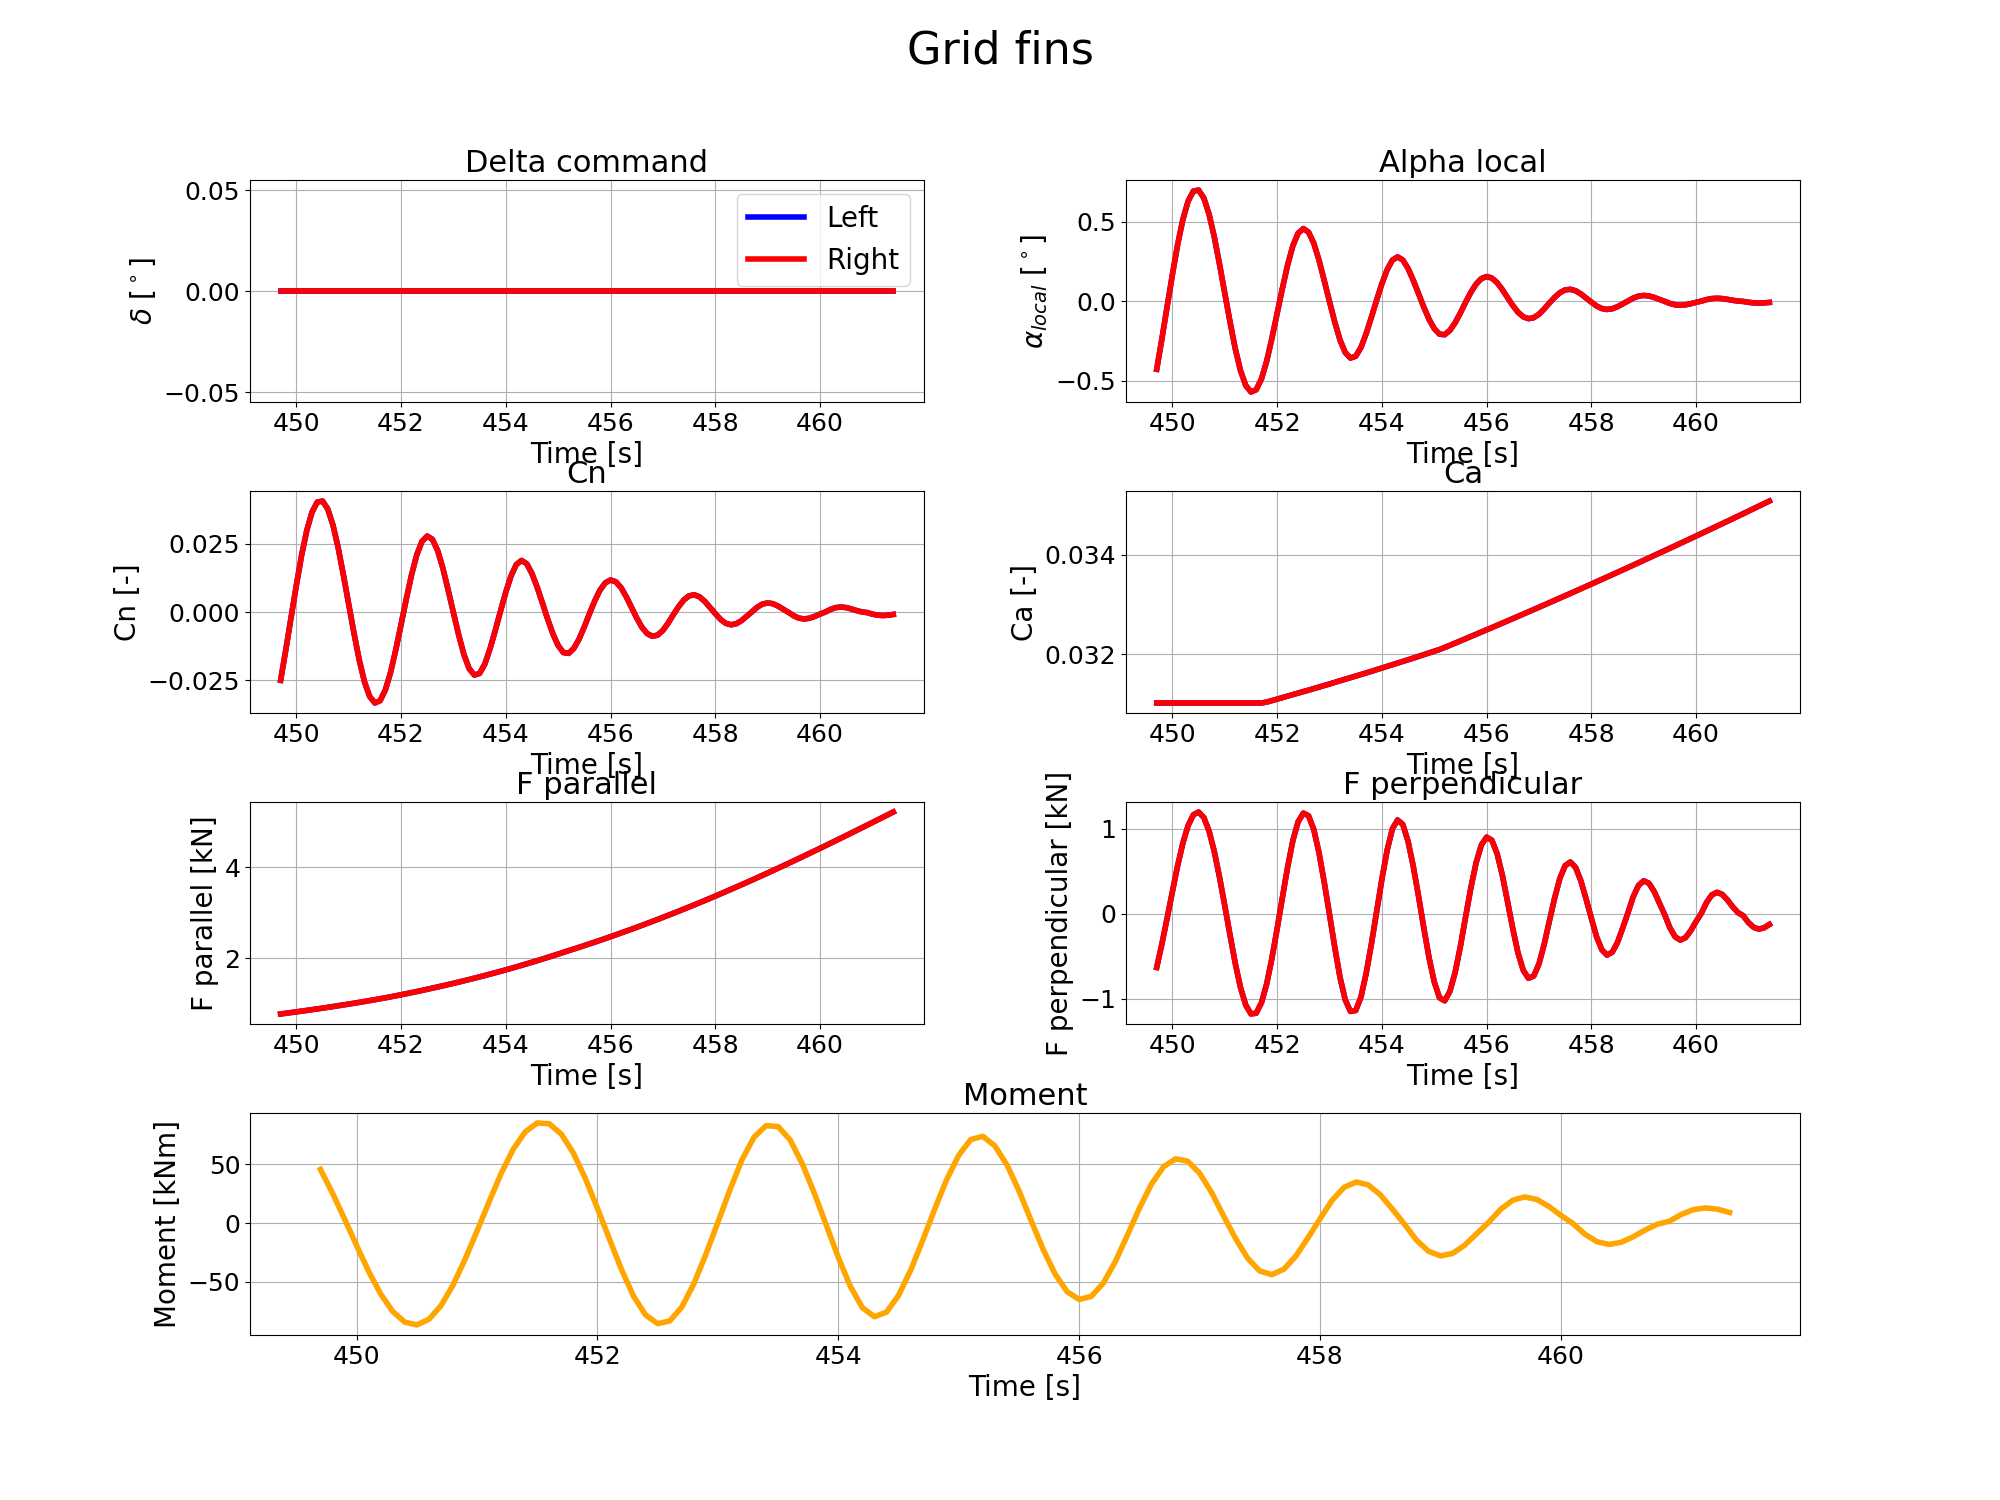 Grid fins
Delta command
δ [°]
0.05
0.00
−0.05
Left
Right
450 452 454 456 458 460
Time [s]
Alpha local
α_local [°]
0.5
0.0
−0.5
450 452 454 456 458 460
Time [s]
Cn
Cn [-]
0.025
0.000
−0.025
450 452 454 456 458 460
Time [s]
Ca
Ca [-]
0.034
0.032
450 452 454 456 458 460
Time [s]
F parallel
F parallel [kN]
4
2
450 452 454 456 458 460
Time [s]
F perpendicular
F perpendicular [kN]
1
0
−1
450 452 454 456 458 460
Time [s]
Moment
Moment [kNm]
50
0
−50
450 452 454 456 458 460
Time [s]